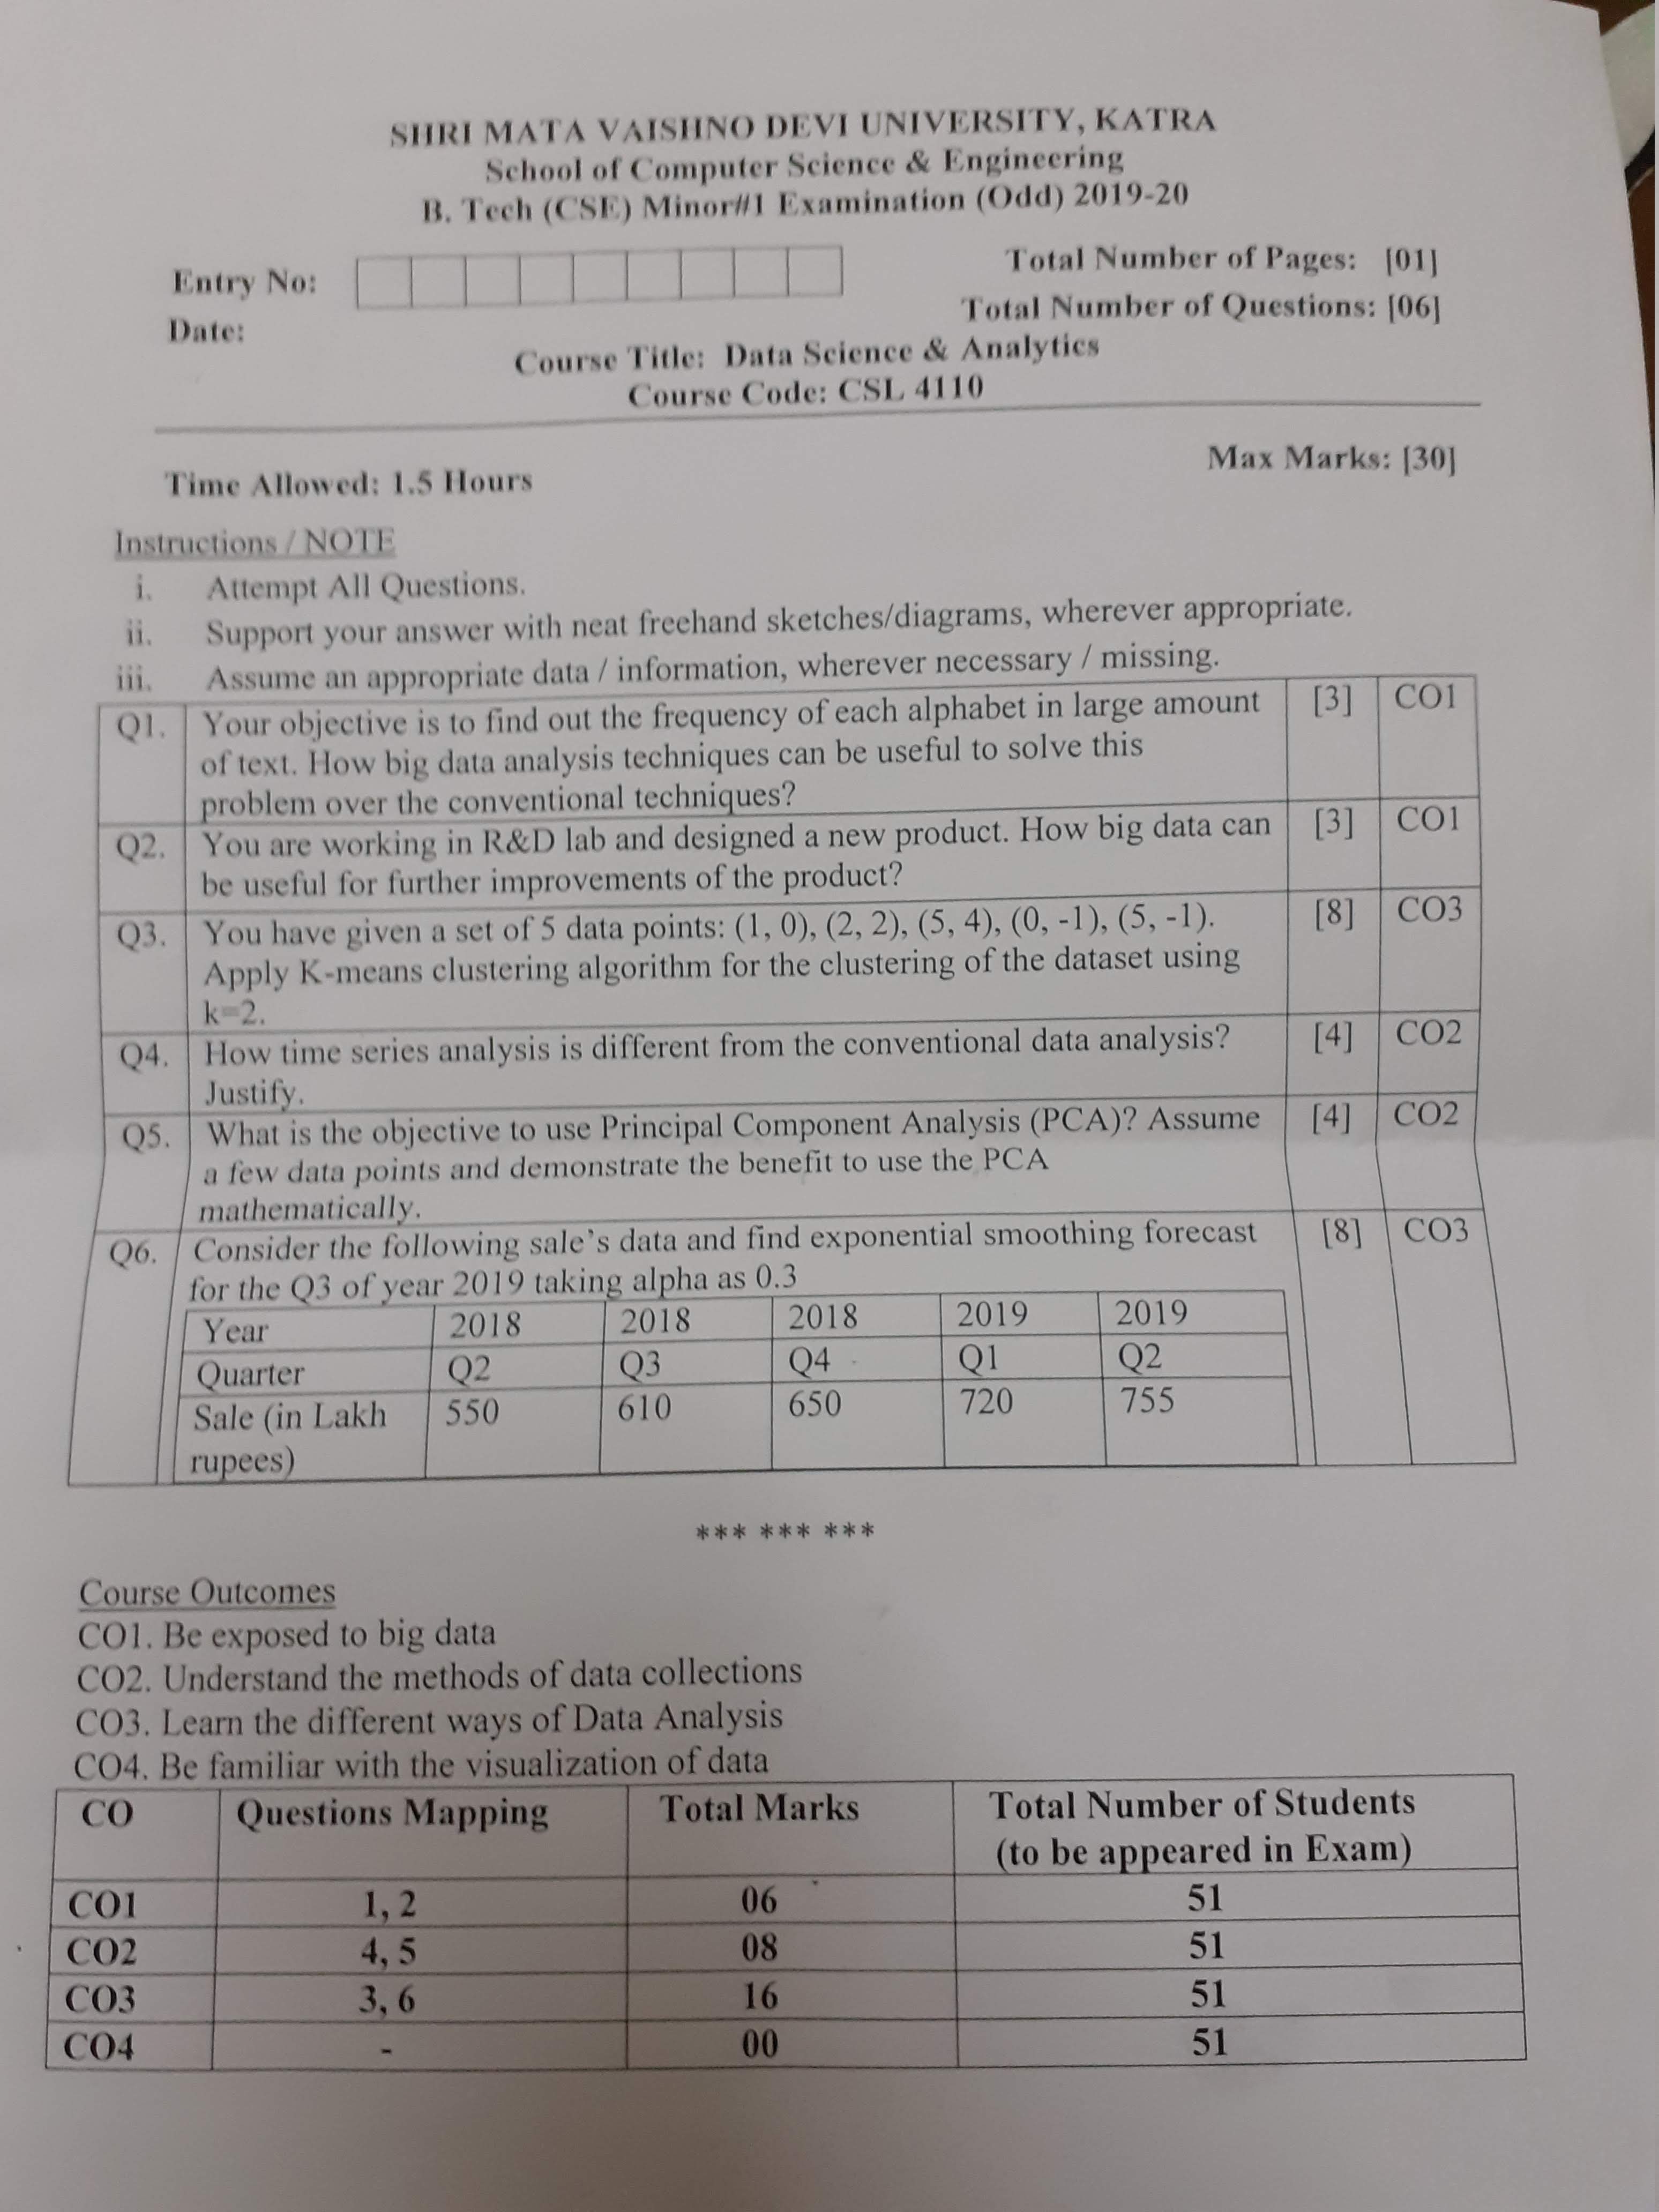 SHRI MATA VAISHNO DEVI UNIVERSITY, KATRA
School of Computer Science & Engineering
B. Tech (CSE) Minor#1 Examination (Odd) 2019-20
Entry No:
Total Number of Pages: [01]
Date:
Total Number of Questions: [06]
Course Title: Data Science & Analytics
Course Code: CSL 4110
Time Allowed: 1.5 Hours
Max Marks: [30]
Instructions / NOTE
i. Attempt All Questions.
ii. Support your answer with neat freehand sketches/diagrams, wherever appropriate.
iii. Assume an appropriate data / information, wherever necessary / missing.
Q1. Your objective is to find out the frequency of each alphabet in large amount [3] CO1
of text. How big data analysis techniques can be useful to solve this
problem over the conventional techniques?
Q2. You are working in R&D lab and designed a new product. How big data can [3] CO1
be useful for further improvements of the product?
Q3. You have given a set of 5 data points: (1, 0), (2, 2), (5, 4), (0, -1), (5, -1). [8] CO3
Apply K-means clustering algorithm for the clustering of the dataset using
k=2.
Q4. How time series analysis is different from the conventional data analysis? [4] CO2
Justify.
Q5. What is the objective to use Principal Component Analysis (PCA)? Assume [4] CO2
a few data points and demonstrate the benefit to use the PCA
mathematically.
Q6. Consider the following sale's data and find exponential smoothing forecast [8] CO3
for the Q3 of year 2019 taking alpha as 0.3
Year 2018 2018 2018 2019 2019
Quarter Q2 Q3 Q4 Q1 Q2
Sale (in Lakh 550 610 650 720 755
rupees)
*** *** ***
Course Outcomes
CO1. Be exposed to big data
CO2. Understand the methods of data collections
CO3. Learn the different ways of Data Analysis
CO4. Be familiar with the visualization of data
CO Questions Mapping Total Marks Total Number of Students
(to be appeared in Exam)
CO1 1, 2 06 51
CO2 4, 5 08 51
CO3 3, 6 16 51
CO4 - 00 51